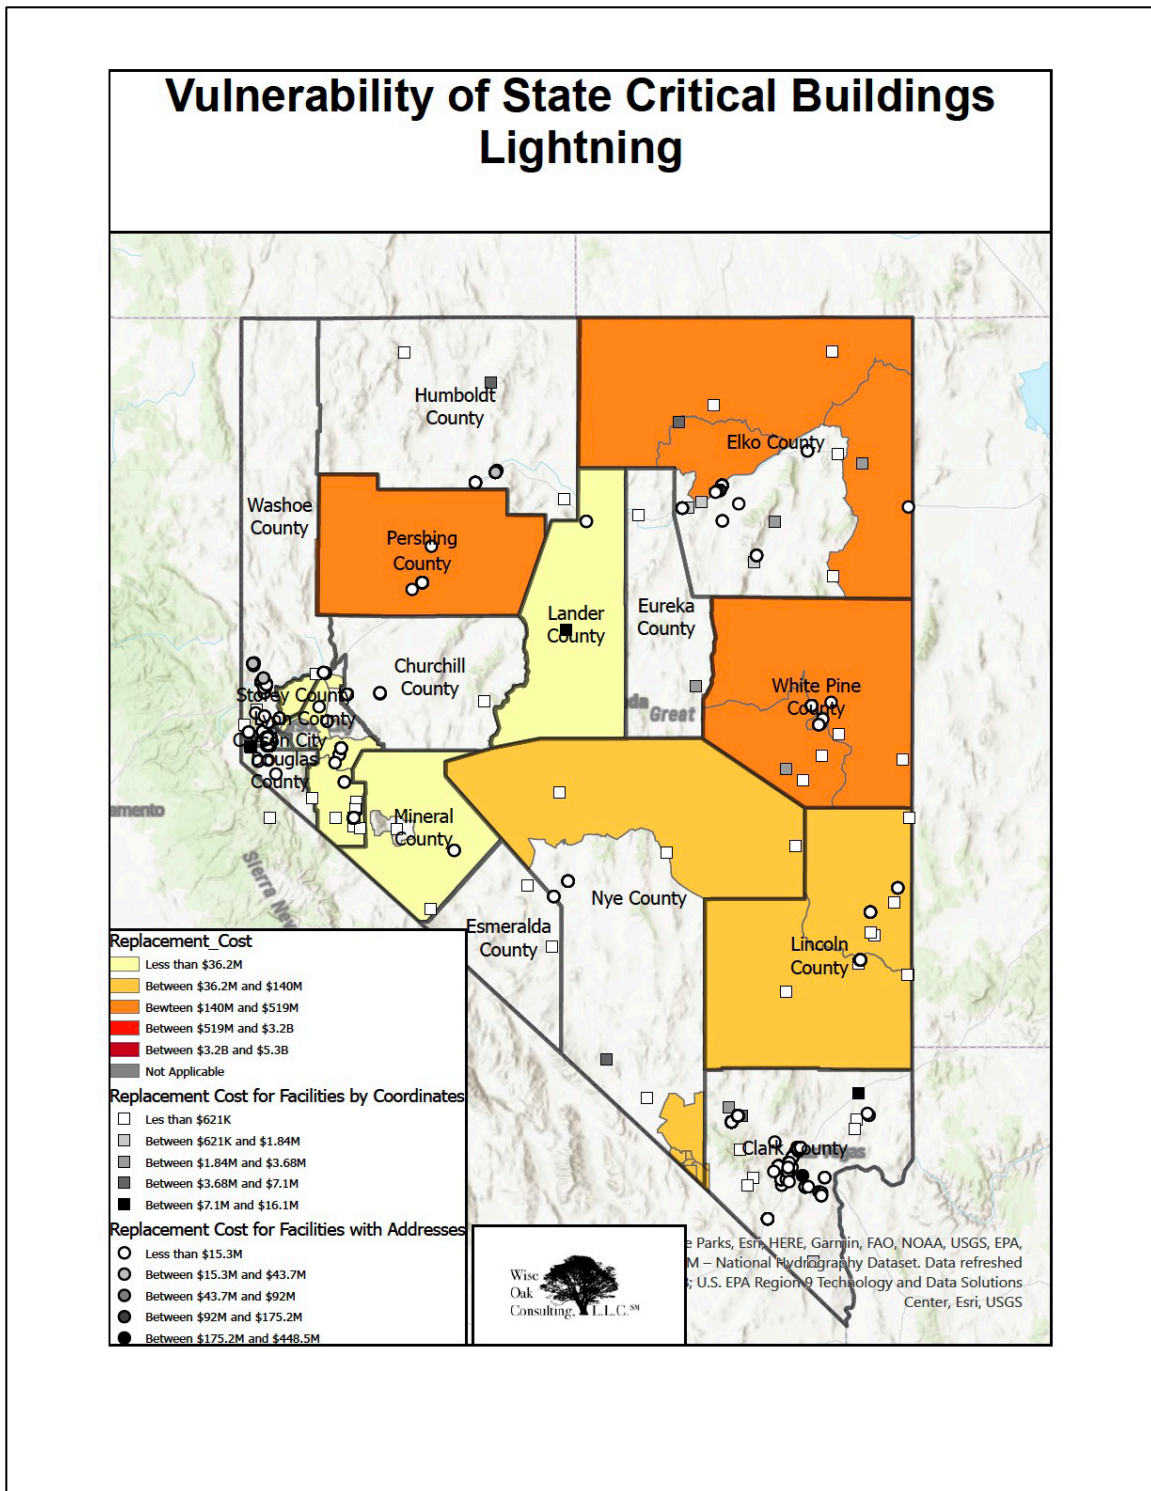 Vulnerability of State Critical Buildings
Lightning
Humboldt
County
Elko County
Washoe
County
Pershing
County
Lander
County
Eureka
County
Churchill
County
White Pine
County
Great
Storey County
Lyon County
Carson City
Douglas
County
amento
Mineral
County
Sierra Nev
Nye County
Esmeralda
County
Lincoln
County
Clark County
Vegas
Replacement_Cost
Less than $36.2M
Between $36.2M and $140M
Bewteen $140M and $519M
Between $519M and $3.2B
Between $3.2B and $5.3B
Not Applicable
Replacement Cost for Facilities by Coordinates
Les than $621K
Between $621K and $1.84M
Between $1.84M and $3.68M
Between $3.68M and $7.1M
Between $7.1M and $16.1M
Replacement Cost for Facilities with Addresses
Less than $15.3M
Between $15.3M and $43.7M
Between $43.7M and $92M
Between $92M and $175.2M
Between $175.2M and $448.5M
Wise
Oak
Consulting, L.L.C.℠
e Parks, Esri, HERE, Garmin, FAO, NOAA, USGS, EPA,
M – National Hydrography Dataset. Data refreshed
; U.S. EPA Region 9 Technology and Data Solutions
Center, Esri, USGS